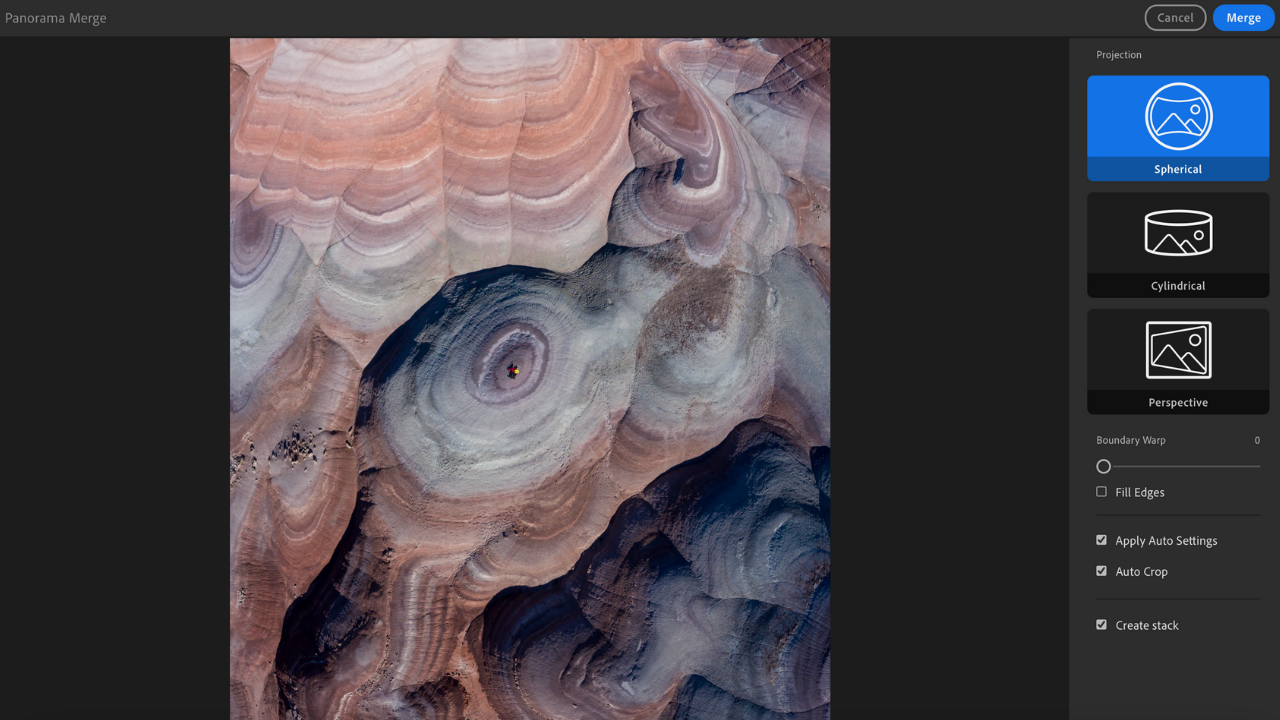 Panorama Merge
Cancel
Merge
Projection
Spherical
Cylindrical
Perspective
Boundary Warp 0
Fill Edges
Apply Auto Settings
Auto Crop
Create stack